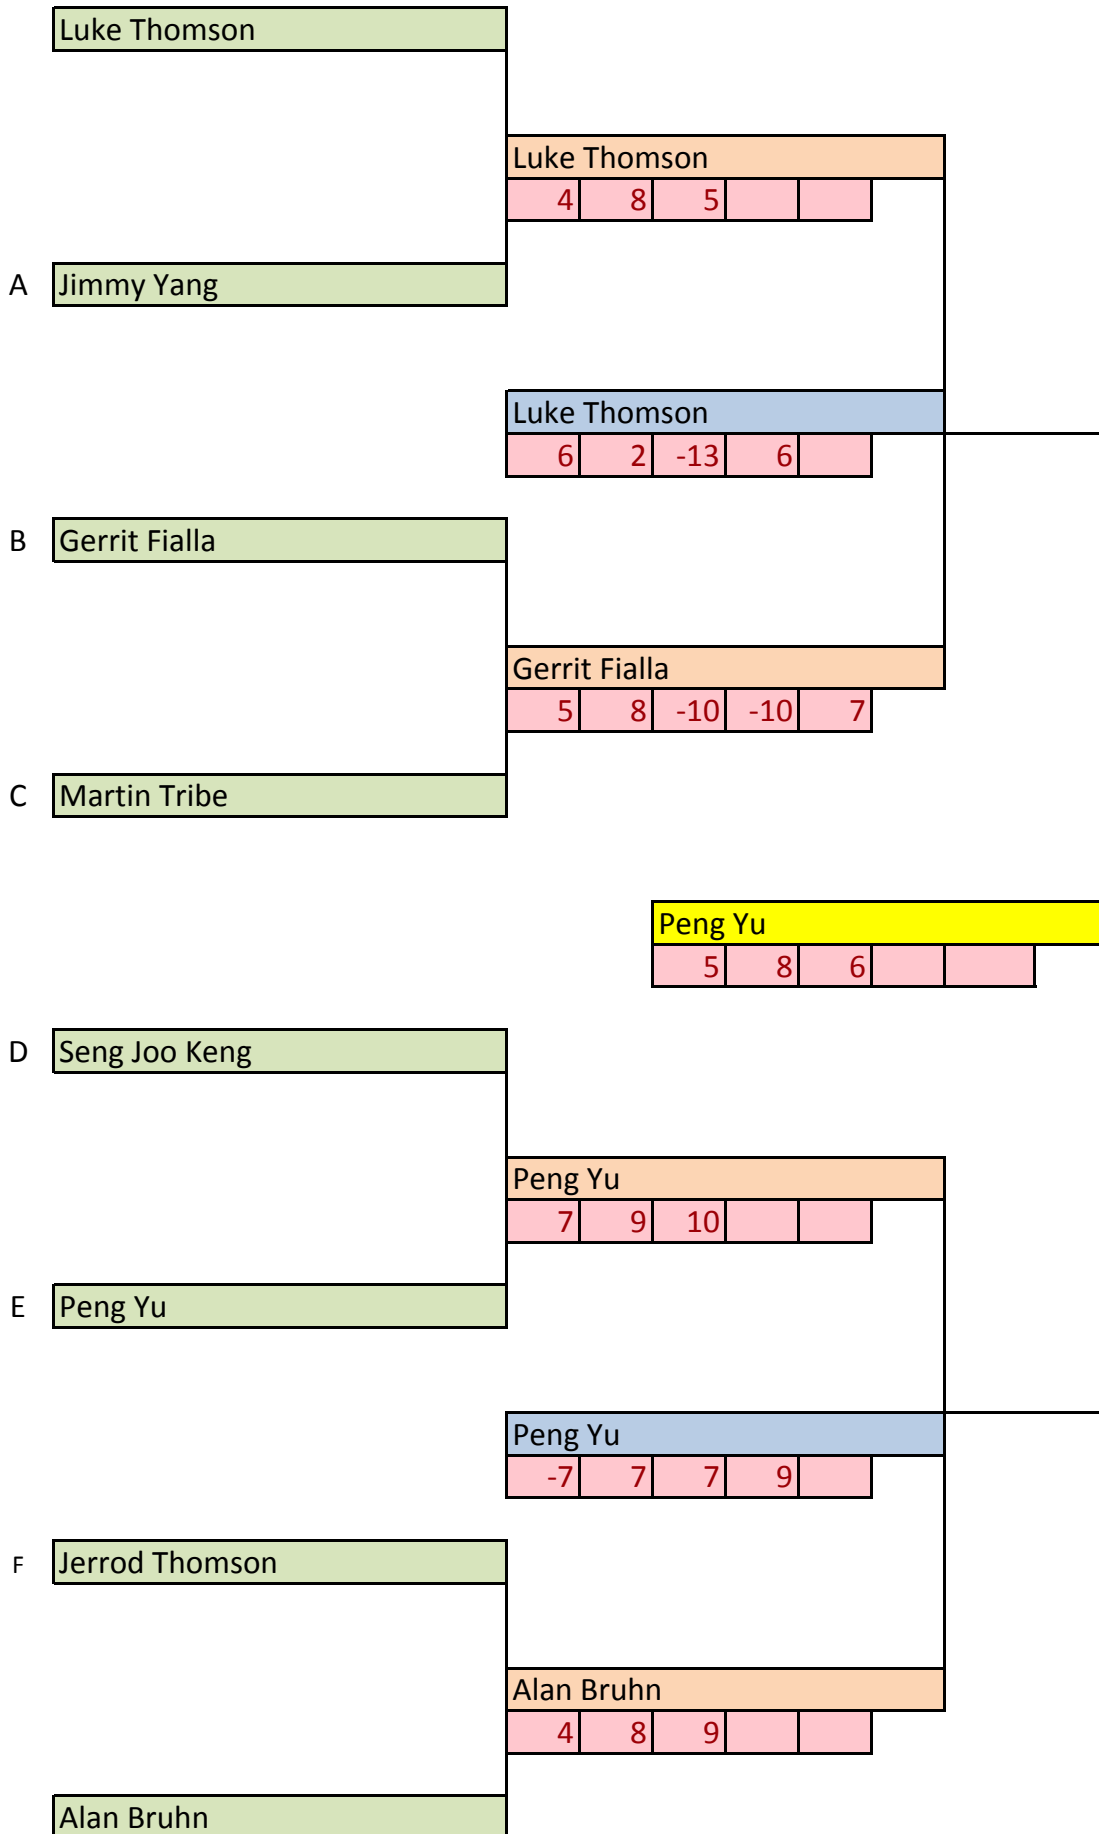 Luke Thomson
Luke Thomson
4 8 5
A Jimmy Yang
Luke Thomson
6 2 -13 6
B Gerrit Fialla
Gerrit Fialla
5 8 -10 -10 7
C Martin Tribe
Peng Yu
5 8 6
D Seng Joo Keng
Peng Yu
7 9 10
E Peng Yu
Peng Yu
-7 7 7 9
F Jerrod Thomson
Alan Bruhn
4 8 9
Alan Bruhn